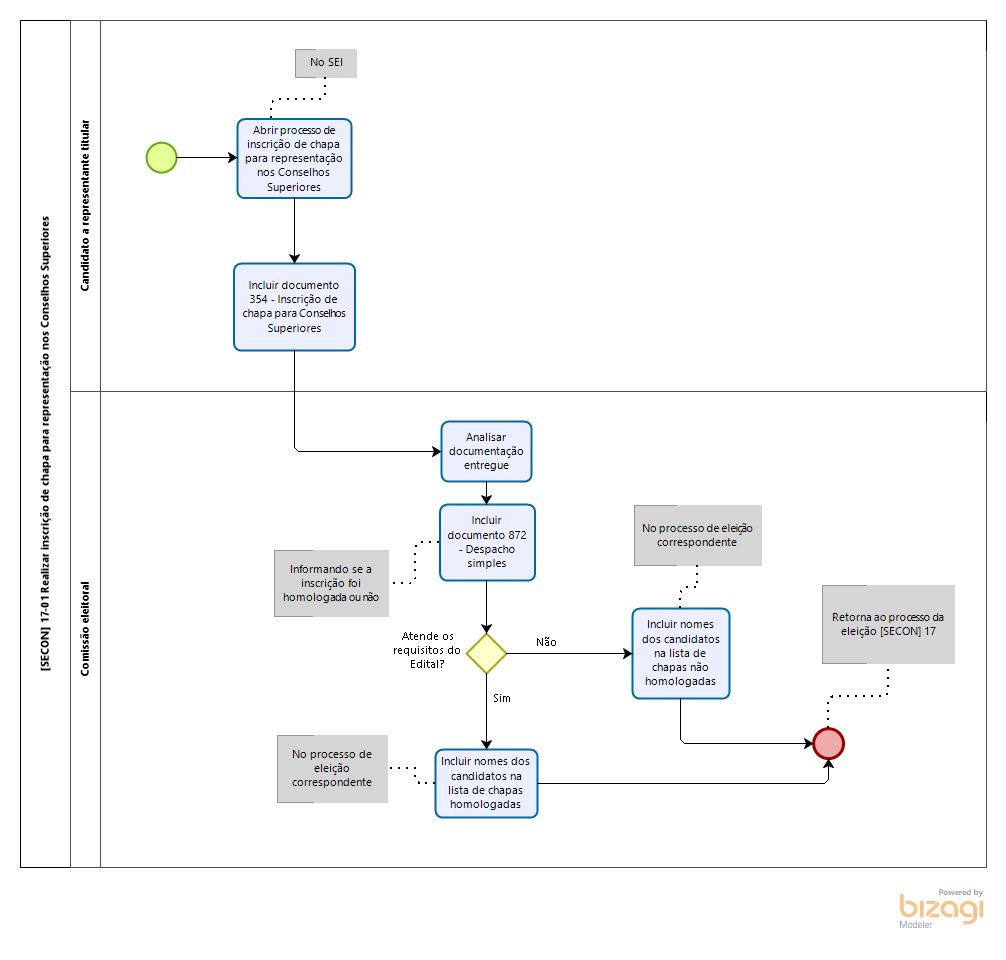 [SECON] 17-01 Realizar inscrição de chapa para representação nos Conselhos Superiores
Candidato a representante titular
No SEI
Abrir processo de
inscrição de chapa
para representação
nos Conselhos
Superiores
Incluir documento
354 - Inscrição de
chapa para Conselhos
Superiores
Comissão eleitoral
Analisar
documentação
entregue
Incluir
documento 872
- Despacho
simples
Informando se a
inscrição foi
homologada ou não
No processo de eleição
correspondente
Atende os
requisitos do
Edital?
Não
Incluir nomes
dos candidatos
na lista de
chapas não
homologadas
Retorna ao processo da
eleição [SECON] 17
Sim
No processo de
eleição
correspondente
Incluir nomes dos
candidatos na
lista de chapas
homologadas
Powered by
bizagi
Modeler